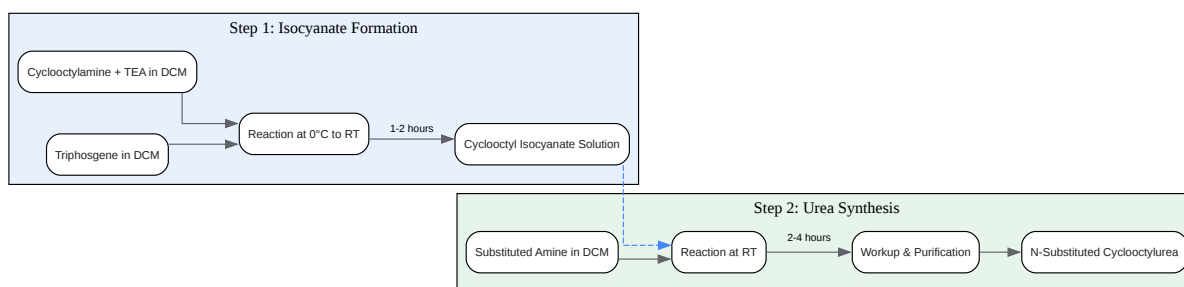 Step 1: Isocyanate Formation
Cyclooctylamine + TEA in DCM
Triphosgene in DCM
Reaction at 0°C to RT
1-2 hours
Cyclooctyl Isocyanate Solution
Step 2: Urea Synthesis
Substituted Amine in DCM
Reaction at RT
2-4 hours
Workup & Purification
N-Substituted Cyclooctylurea